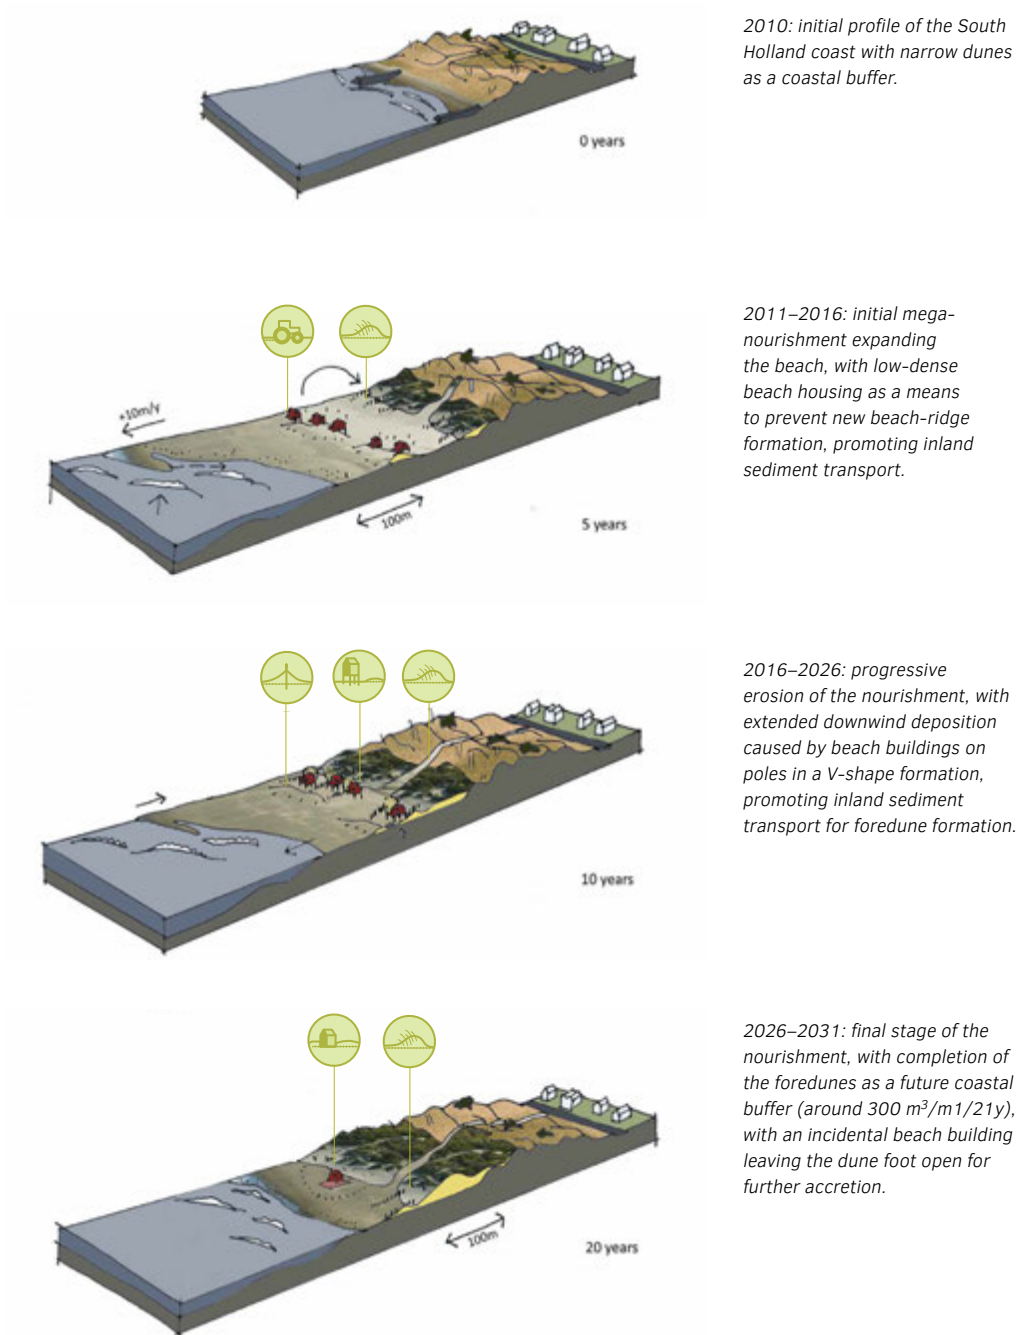 2010: initial profile of the South
Holland coast with narrow dunes
as a coastal buffer.
0 years
2011–2016: initial mega-
nourishment expanding
the beach, with low-dense
beach housing as a means
to prevent new beach-ridge
formation, promoting inland
sediment transport.
+10m/y
100m
5 years
2016–2026: progressive
erosion of the nourishment, with
extended downwind deposition
caused by beach buildings on
poles in a V-shape formation,
promoting inland sediment
transport for foredune formation.
10 years
2026–2031: final stage of the
nourishment, with completion of
the foredunes as a future coastal
buffer (around 300 m³/m1/21y),
with an incidental beach building
leaving the dune foot open for
further accretion.
100m
20 years